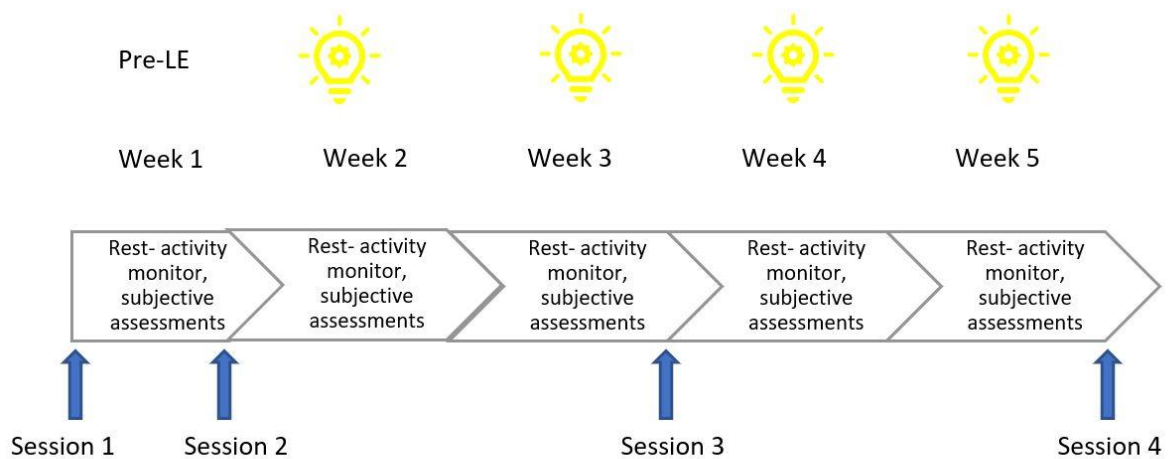 Pre-LE
Week 1
Week 2
Week 3
Week 4
Week 5
Rest- activity
monitor,
subjective
assessments
Rest- activity
monitor,
subjective
assessments
Rest- activity
monitor,
subjective
assessments
Rest- activity
monitor,
subjective
assessments
Rest- activity
monitor,
subjective
assessments
Session 1
Session 2
Session 3
Session 4